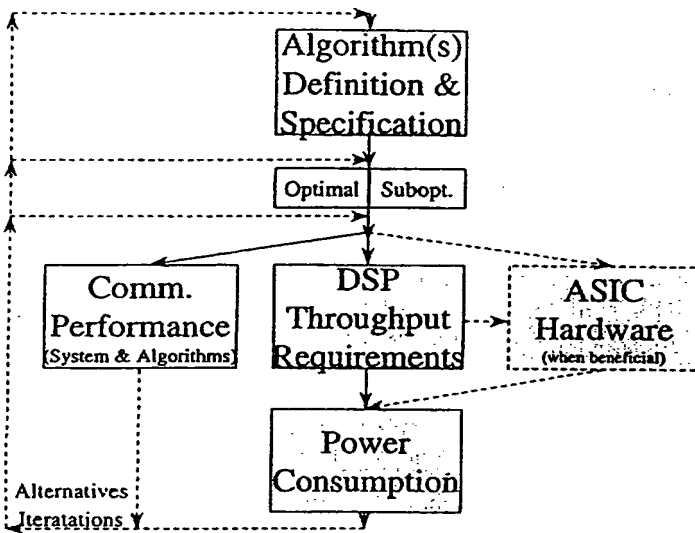 Algorithm(s)
Definition &
Specification
Optimal Subopt.
Comm.
Performance
(System & Algorithms)
DSP
Throughput
Requirements
ASIC
Hardware
(when beneficial)
Power
Consumption
Alternatives
Iteratations